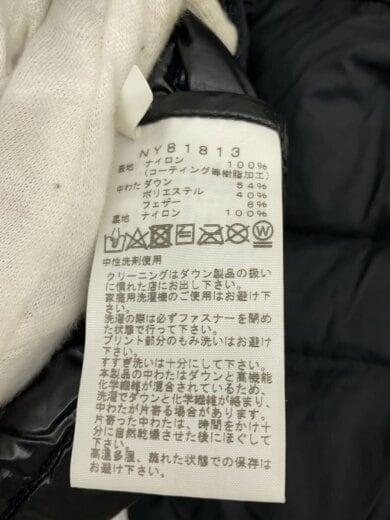 NY81813
表地 ナイロン 100%
(コーティング等樹脂加工)
中わた ダウン 54%
ポリエステル 40%
フェザー 6%
裏地 ナイロン 100%
中性洗剤使用
クリーニングはダウン製品の扱い
に慣れた店にお出し下さい。
家庭用洗濯機のご使用はお避け下
さい。
洗濯の際は必ずファスナーを閉め
た状態で行って下さい。
プリント部分のもみ洗いはお避け
下さい。
すすぎ洗いは十分にして下さい。
本製品の中わたはダウンと高機能
化学繊維が混合されているため、
洗濯でダウンと化学繊維が絡まり、
中わたが片寄る場合があります。
片寄った中わたは、時間をかけ十
分に自然乾燥させた後にほぐして
下さい。
高温多湿、蒸れた状態での保存は
お避け下さい。